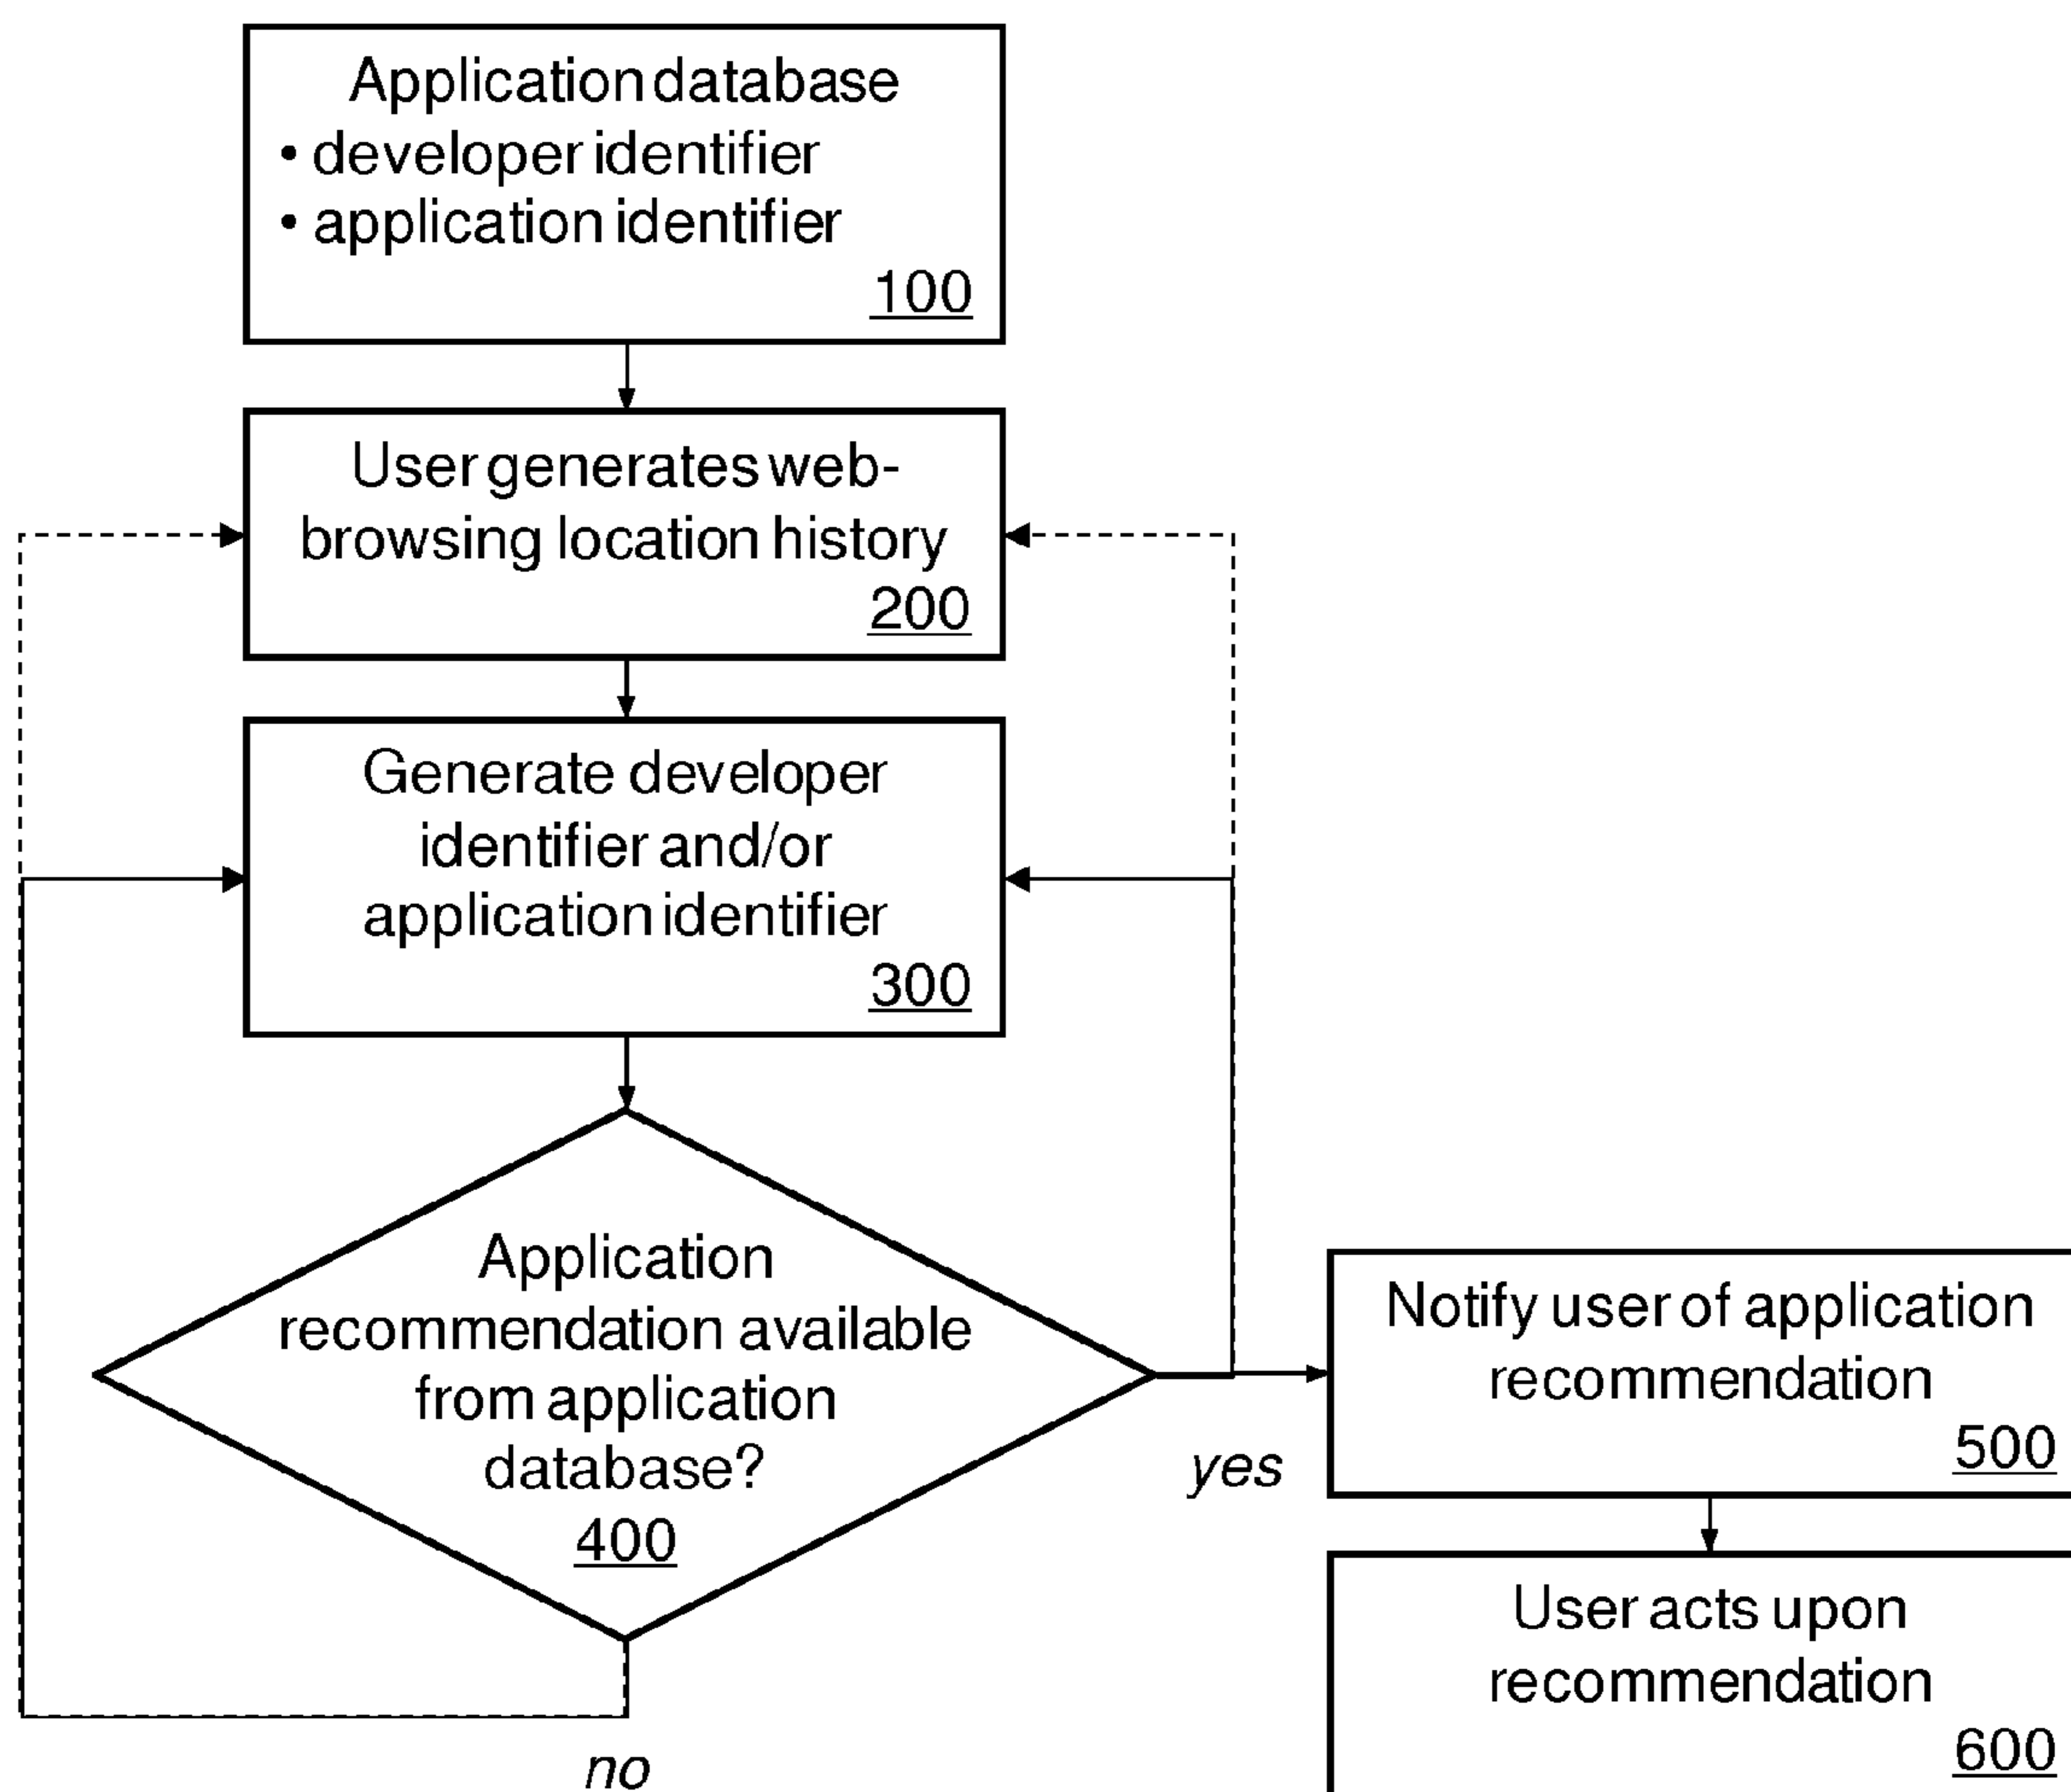 Application database
• developer identifier
• application identifier
100
User generates web-
browsing location history
200
Generate developer
identifier and/or
application identifier
300
Application
recommendation available
from application
database?
400
yes
no
Notify user of application
recommendation
500
User acts upon
recommendation
600